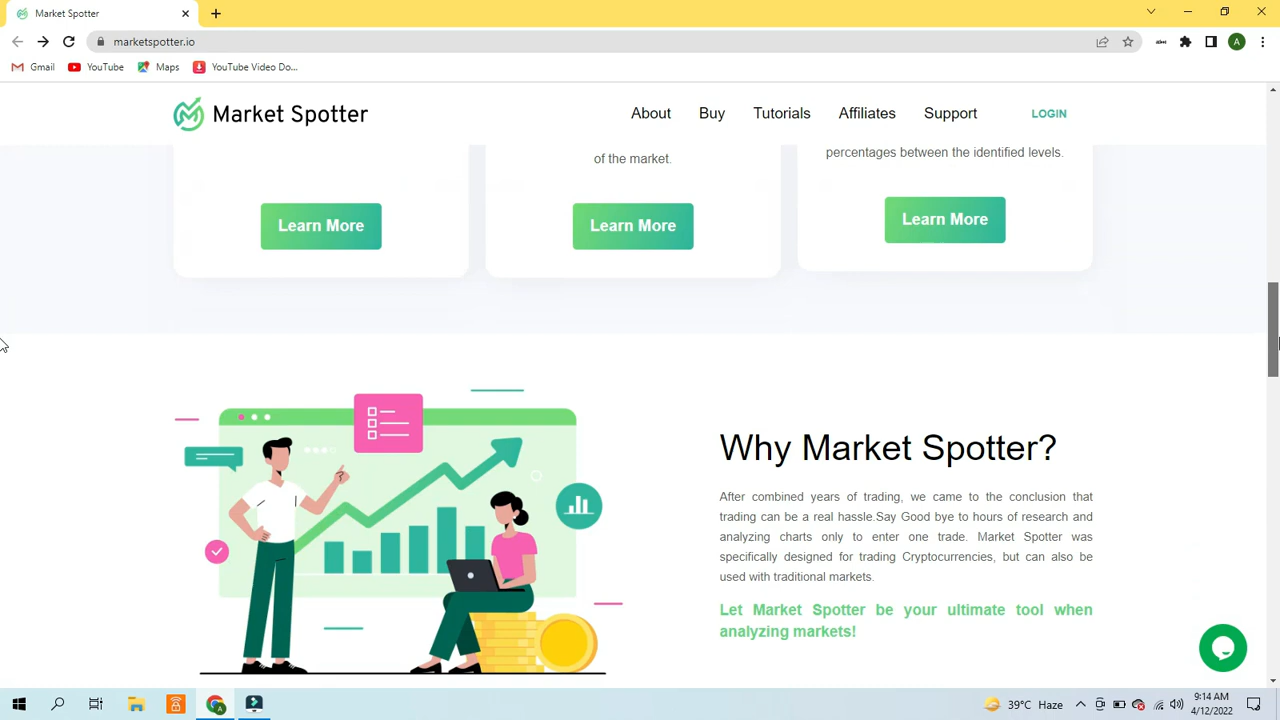 Market Spotter
marketspotter.io
Gmail YouTube Maps YouTube Video Do...
Market Spotter About Buy Tutorials Affiliates Support LOGIN
of the market.
percentages between the identified levels.
Learn More Learn More Learn More
Why Market Spotter?
After combined years of trading, we came to the conclusion that
trading can be a real hassle.Say Good bye to hours of research and
analyzing charts only to enter one trade. Market Spotter was
specifically designed for trading Cryptocurrencies, but can also be
used with traditional markets.
Let Market Spotter be your ultimate tool when
analyzing markets!
39°C Haze
9:14 AM
4/12/2022